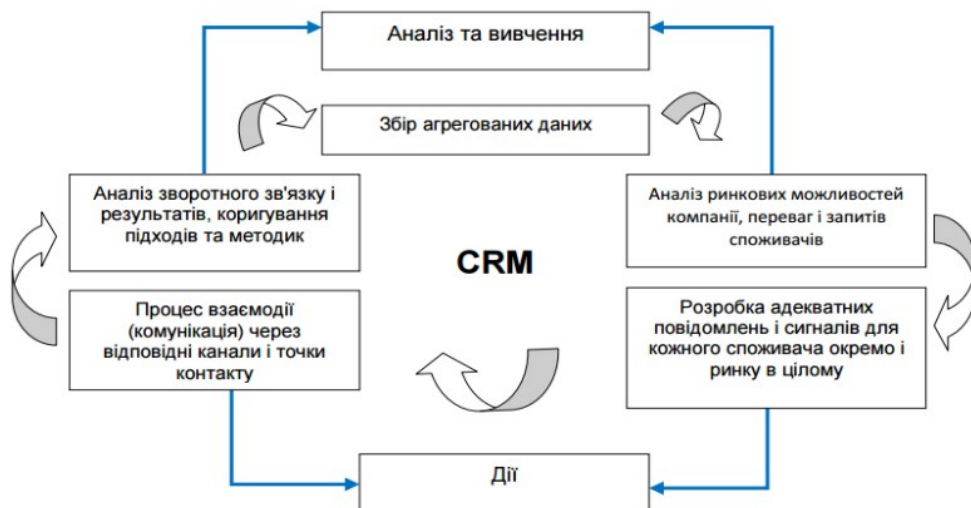 Аналіз та вивчення
Збір агрегованих даних
Аналіз зворотного зв'язку і
результатів, коригування
підходів та методик
Аналіз ринкових можливостей
компанії, переваг і запитів
споживачів
CRM
Процес взаємодії
(комунікація) через
відповідні канали і точки
контакту
Розробка адекватних
повідомлень і сигналів для
кожного споживача окремо і
ринку в цілому
Дії